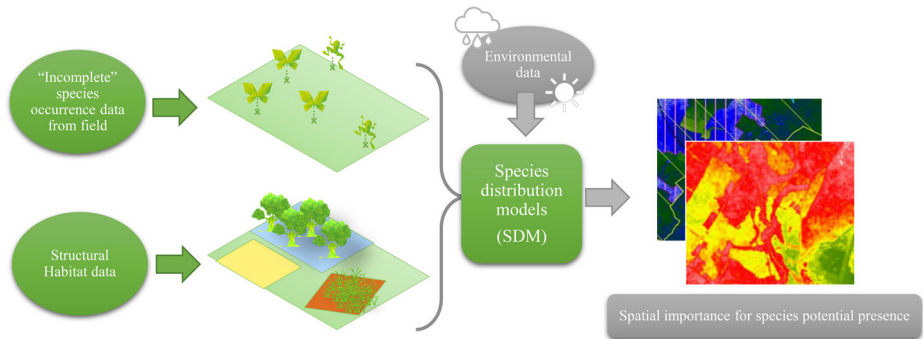 “Incomplete”
species
occurrence data
from field
Structural
Habitat data
Environmental
data
Species
distribution
models
(SDM)
Spatial importance for species potential presence